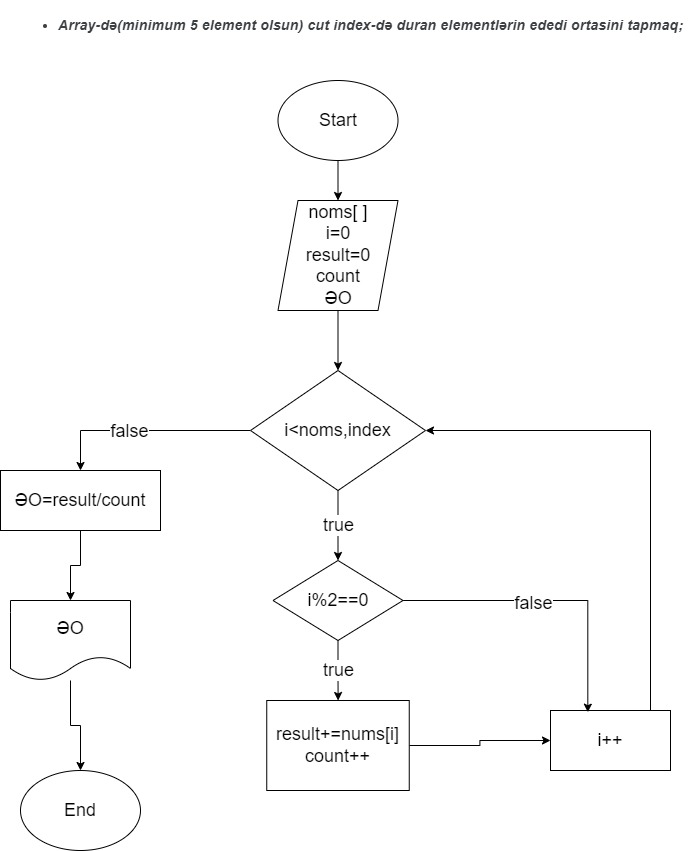 Array-də(minimum 5 element olsun) cut index-də duran elementlərin ededi ortasini tapmaq;
Start
noms[ ]
i=0
result=0
count
ƏO
i<noms,index
false
true
ƏO=result/count
i%2==0
false
true
ƏO
result+=nums[i]
count++
i++
End